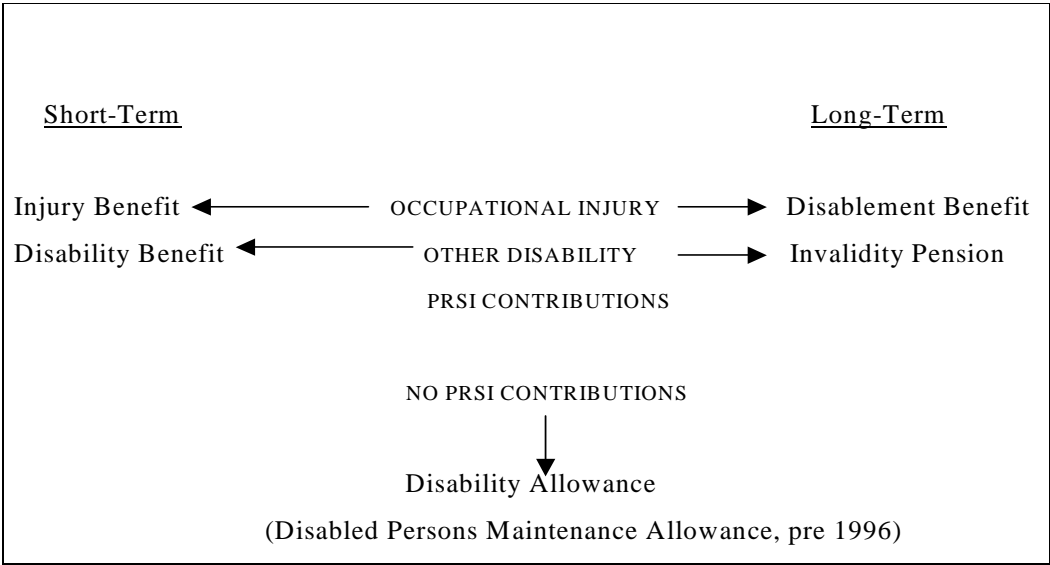 Short-Term Long-Term
Injury Benefit OCCUPATIONAL INJURY Disablement Benefit
Disability Benefit OTHER DISABILITY Invalidity Pension
PRSI CONTRIBUTIONS
NO PRSI CONTRIBUTIONS
Disability Allowance
(Disabled Persons Maintenance Allowance, pre 1996)